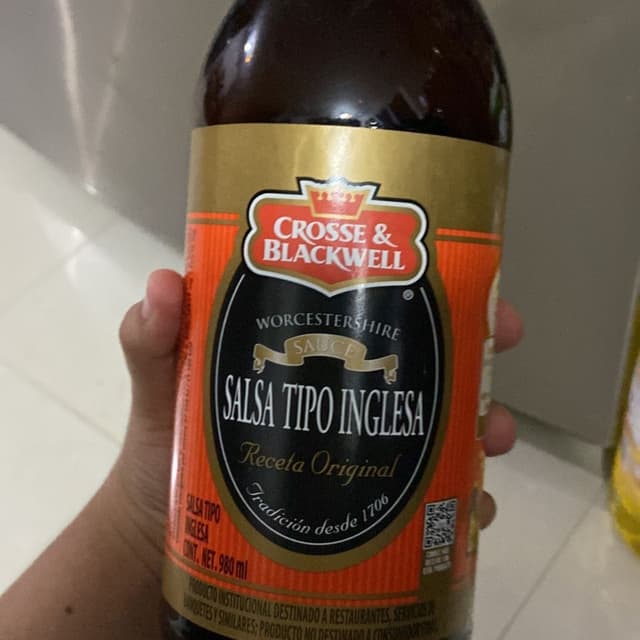 CROSSE &
BLACKWELL
®
WORCESTERSHIRE
SAUCE
SALSA TIPO INGLESA
Receta Original
Tradición desde 1706
SALSA TIPO
INGLESA
CONT. NET. 980 ml
PRODUCTO INSTITUCIONAL DESTINADO A RESTAURANTES, SERVICIOS DE
BANQUETES Y SIMILARES; PRODUCTO NO DESTINADO A CONSUMIDOR